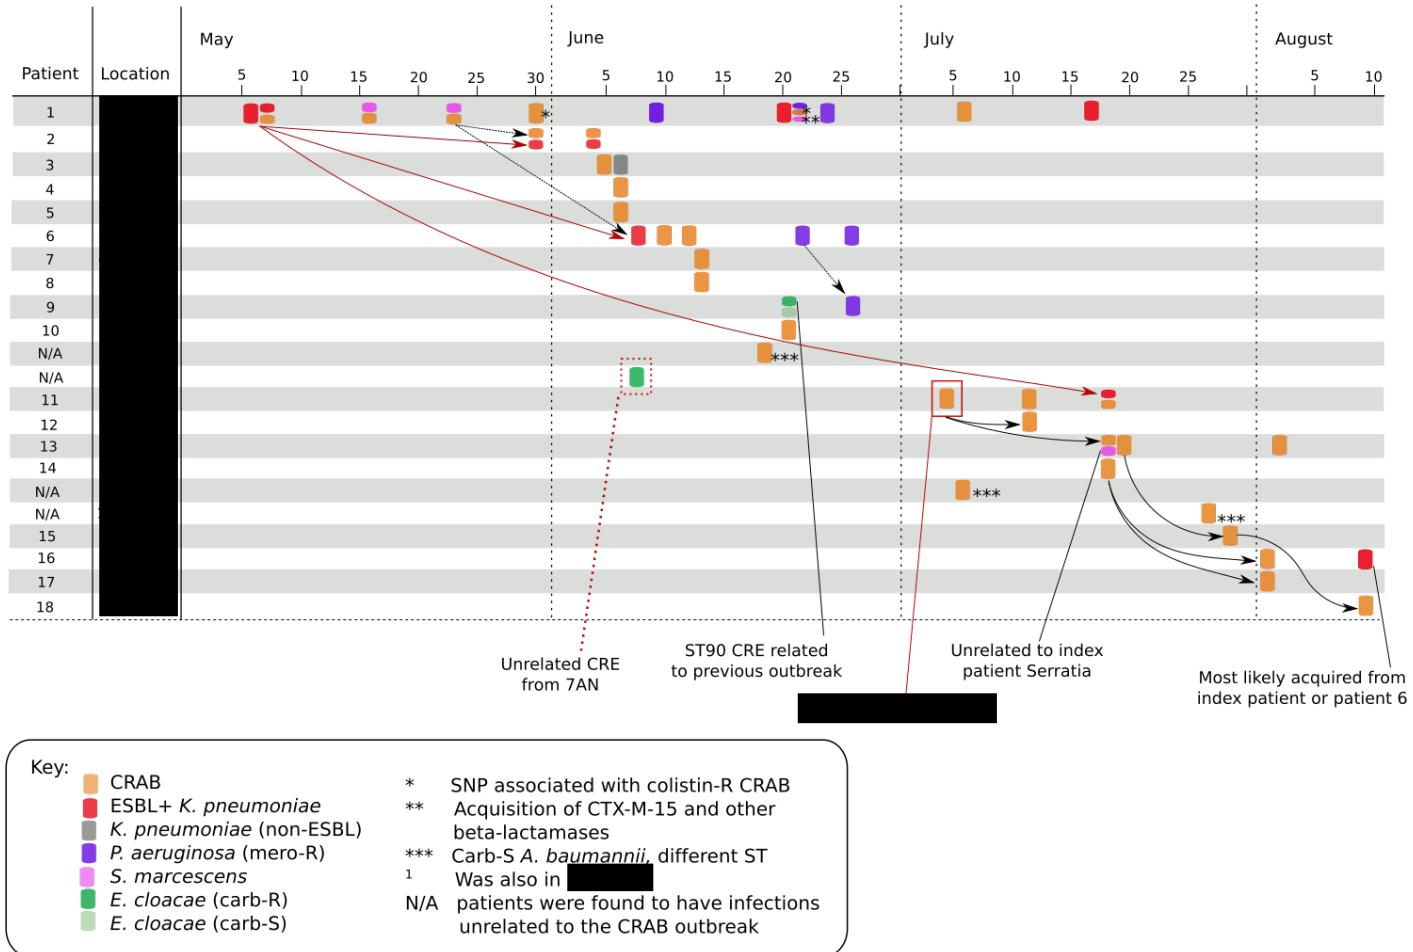 May
June
July
August
Patient
Location
5
10
15
20
25
30
5
10
15
20
25
5
10
15
20
25
5
10
1
*
*
**
2
3
4
5
6
7
8
9
10
N/A
***
N/A
11
12
13
14
N/A
***
N/A
***
15
16
17
18
Unrelated CRE
from 7AN
ST90 CRE related
to previous outbreak
Unrelated to index
patient Serratia
Most likely acquired from
index patient or patient 6
Key:
CRAB
ESBL+ K. pneumoniae
K. pneumoniae (non-ESBL)
P. aeruginosa (mero-R)
S. marcescens
E. cloacae (carb-R)
E. cloacae (carb-S)
* SNP associated with colistin-R CRAB
** Acquisition of CTX-M-15 and other
beta-lactamases
*** Carb-S A. baumannii, different ST
1 Was also in
N/A patients were found to have infections
unrelated to the CRAB outbreak